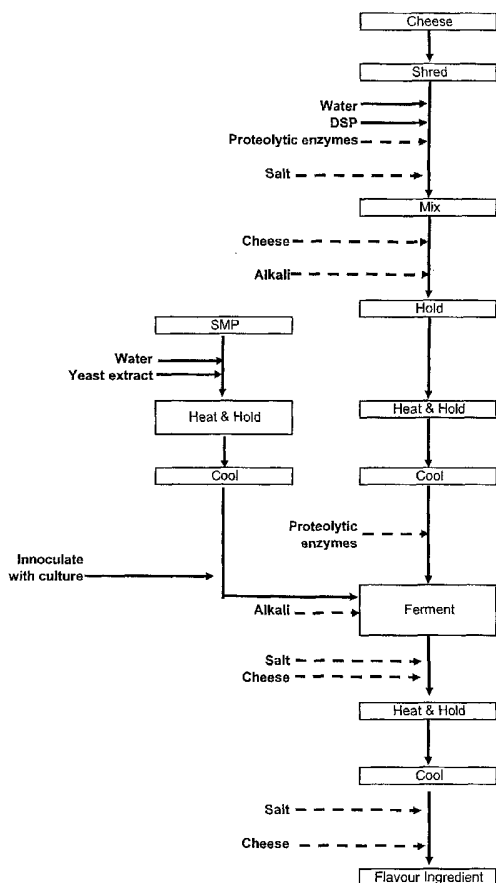 Cheese
Shred
Water
DSP
Proteolytic enzymes
Salt
Mix
Cheese
Alkali
Hold
SMP
Water
Yeast extract
Heat & Hold
Heat & Hold
Cool
Cool
Proteolytic
enzymes
Innoculate
with culture
Alkali
Ferment
Salt
Cheese
Heat & Hold
Cool
Salt
Cheese
Flavour Ingredient